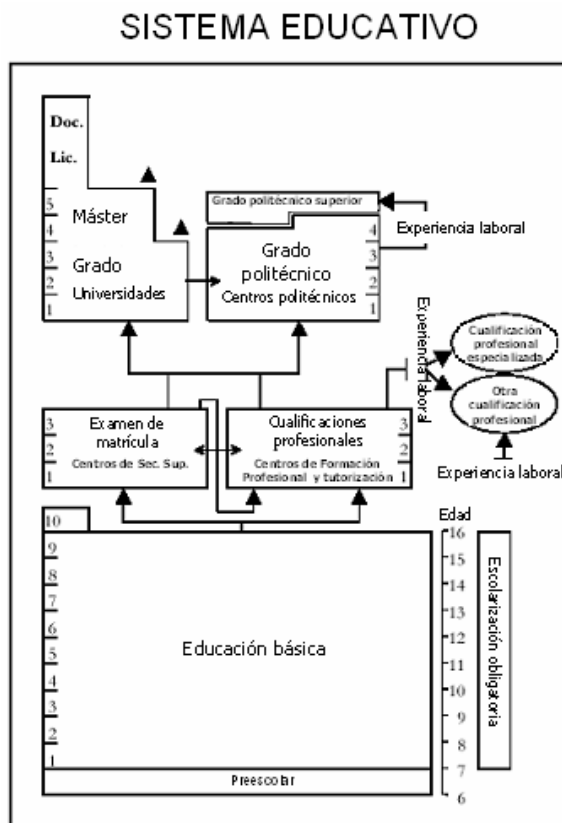 SISTEMA EDUCATIVO
Doc.
Lic.
5
4
3
2
1
Máster
Grado
Universidades
Grado politécnico superior
Grado
politécnico
Centros politécnicos
4
3
2
1
Experiencia laboral
Experiencia laboral
Cualificación
profesional
especializada
Otra
cualificación
profesional
Experiencia laboral
3
2
1
Examen de
matrícula
Centros de Sec. Sup.
Cualificaciones
profesionales
Centros de Formación
Profesional y tutorización
3
2
1
10
9
8
7
6
5
4
3
2
1
Educación básica
Preescolar
Edad
16
15
14
13
12
11
10
9
8
7
6
Escolarización obligatoria